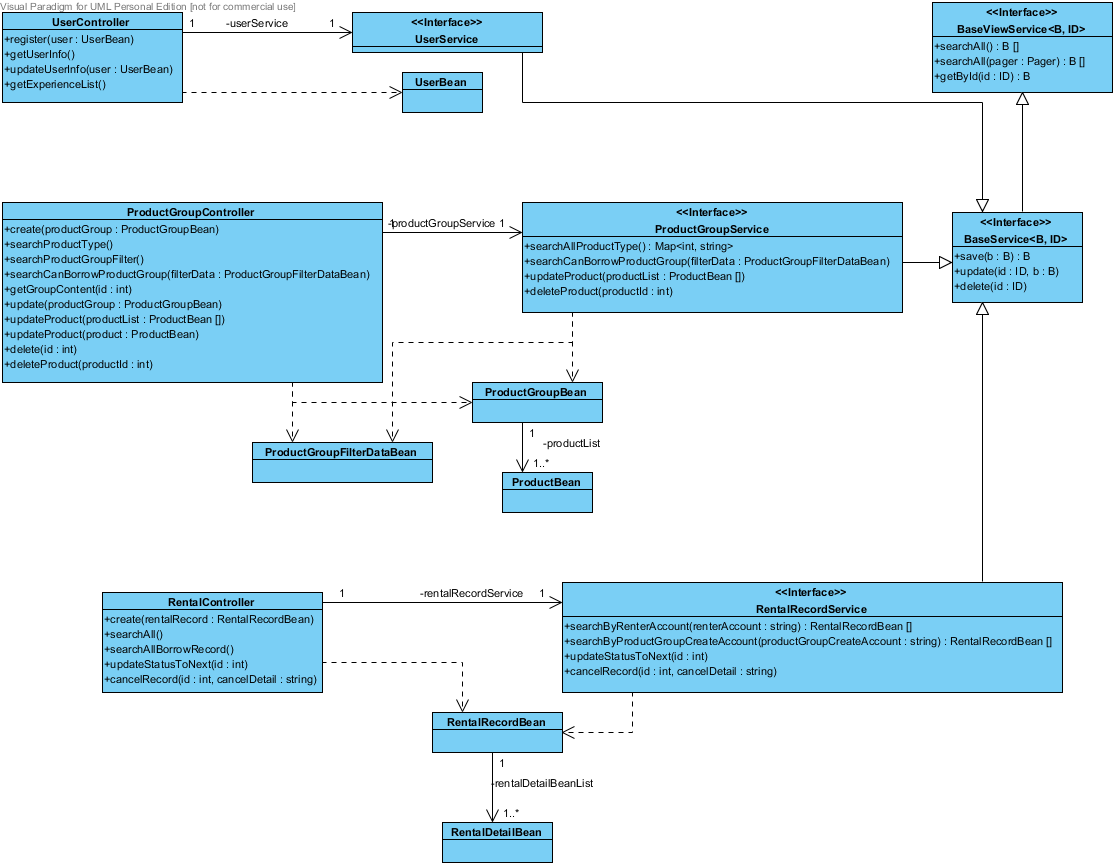 Visual Paradigm for UML Personal Edition [not for commercial use]
UserController
+register(user : UserBean)
+getUserInfo()
+updateUserInfo(user : UserBean)
+getExperienceList()
1
-userService
1
<<Interface>>
UserService
UserBean
<<Interface>>
BaseViewService<B, ID>
+searchAll() : B []
+searchAll(pager : Pager) : B []
+getById(id : ID) : B
ProductGroupController
+create(productGroup : ProductGroupBean)
+searchProductType()
+searchProductGroupFilter()
+searchCanBorrowProductGroup(filterData : ProductGroupFilterDataBean)
+getGroupContent(id : int)
+update(productGroup : ProductGroupBean)
+updateProduct(productList : ProductBean [])
+updateProduct(product : ProductBean)
+delete(id : int)
+deleteProduct(productId : int)
1
-productGroupService
1
<<Interface>>
ProductGroupService
+searchAllProductType() : Map<int, string>
+searchCanBorrowProductGroup(filterData : ProductGroupFilterDataBean)
+updateProduct(productList : ProductBean [])
+deleteProduct(productId : int)
<<Interface>>
BaseService<B, ID>
+save(b : B) : B
+update(id : ID, b : B)
+delete(id : ID)
ProductGroupBean
1
-productList
1..*
ProductGroupFilterDataBean
ProductBean
RentalController
+create(rentalRecord : RentalRecordBean)
+searchAll()
+searchAllBorrowRecord()
+updateStatusToNext(id : int)
+cancelRecord(id : int, cancelDetail : string)
1
-rentalRecordService
1
<<Interface>>
RentalRecordService
+searchByRenterAccount(renterAccount : string) : RentalRecordBean []
+searchByProductGroupCreateAccount(productGroupCreateAccount : string) : RentalRecordBean []
+updateStatusToNext(id : int)
+cancelRecord(id : int, cancelDetail : string)
RentalRecordBean
1
-rentalDetailBeanList
1..*
RentalDetailBean